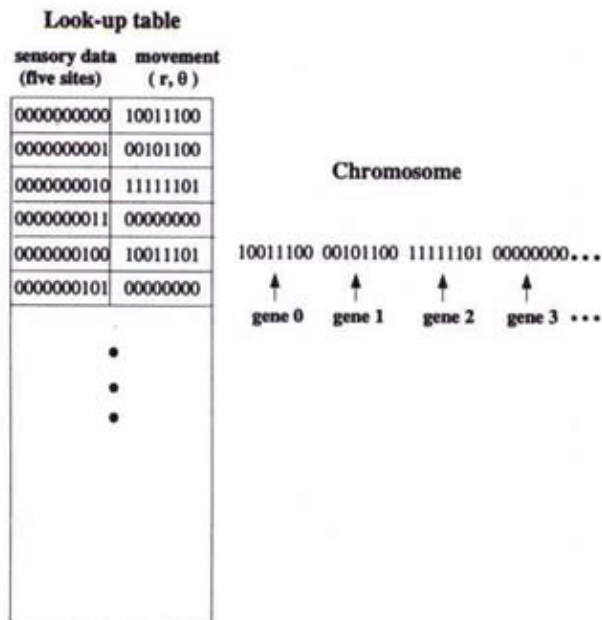 Look-up table
sensory data movement
(five sites) ( r, θ )
0000000000 10011100
0000000001 00101100
0000000010 11111101
0000000011 00000000
0000000100 10011101
0000000101 00000000
Chromosome
10011100 00101100 11111101 00000000...
gene 0 gene 1 gene 2 gene 3 ...